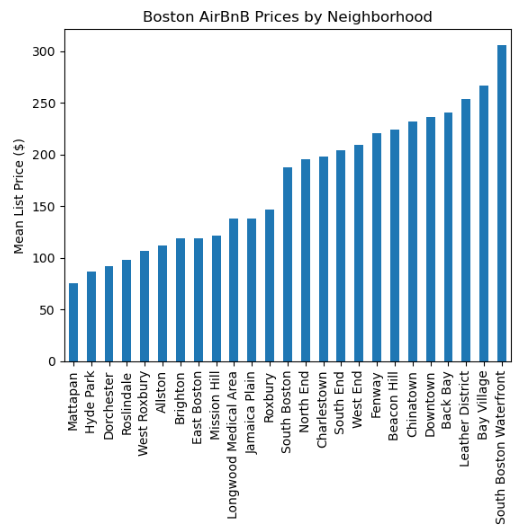 Boston AirBnB Prices by Neighborhood
Mean List Price ($)
300
250
200
150
100
50
0
Mattapan
Hyde Park
Dorchester
Roslindale
West Roxbury
Allston
Brighton
East Boston
Mission Hill
Longwood Medical Area
Jamaica Plain
Roxbury
South Boston
North End
Charlestown
South End
West End
Fenway
Beacon Hill
Chinatown
Downtown
Back Bay
Leather District
Bay Village
South Boston Waterfront